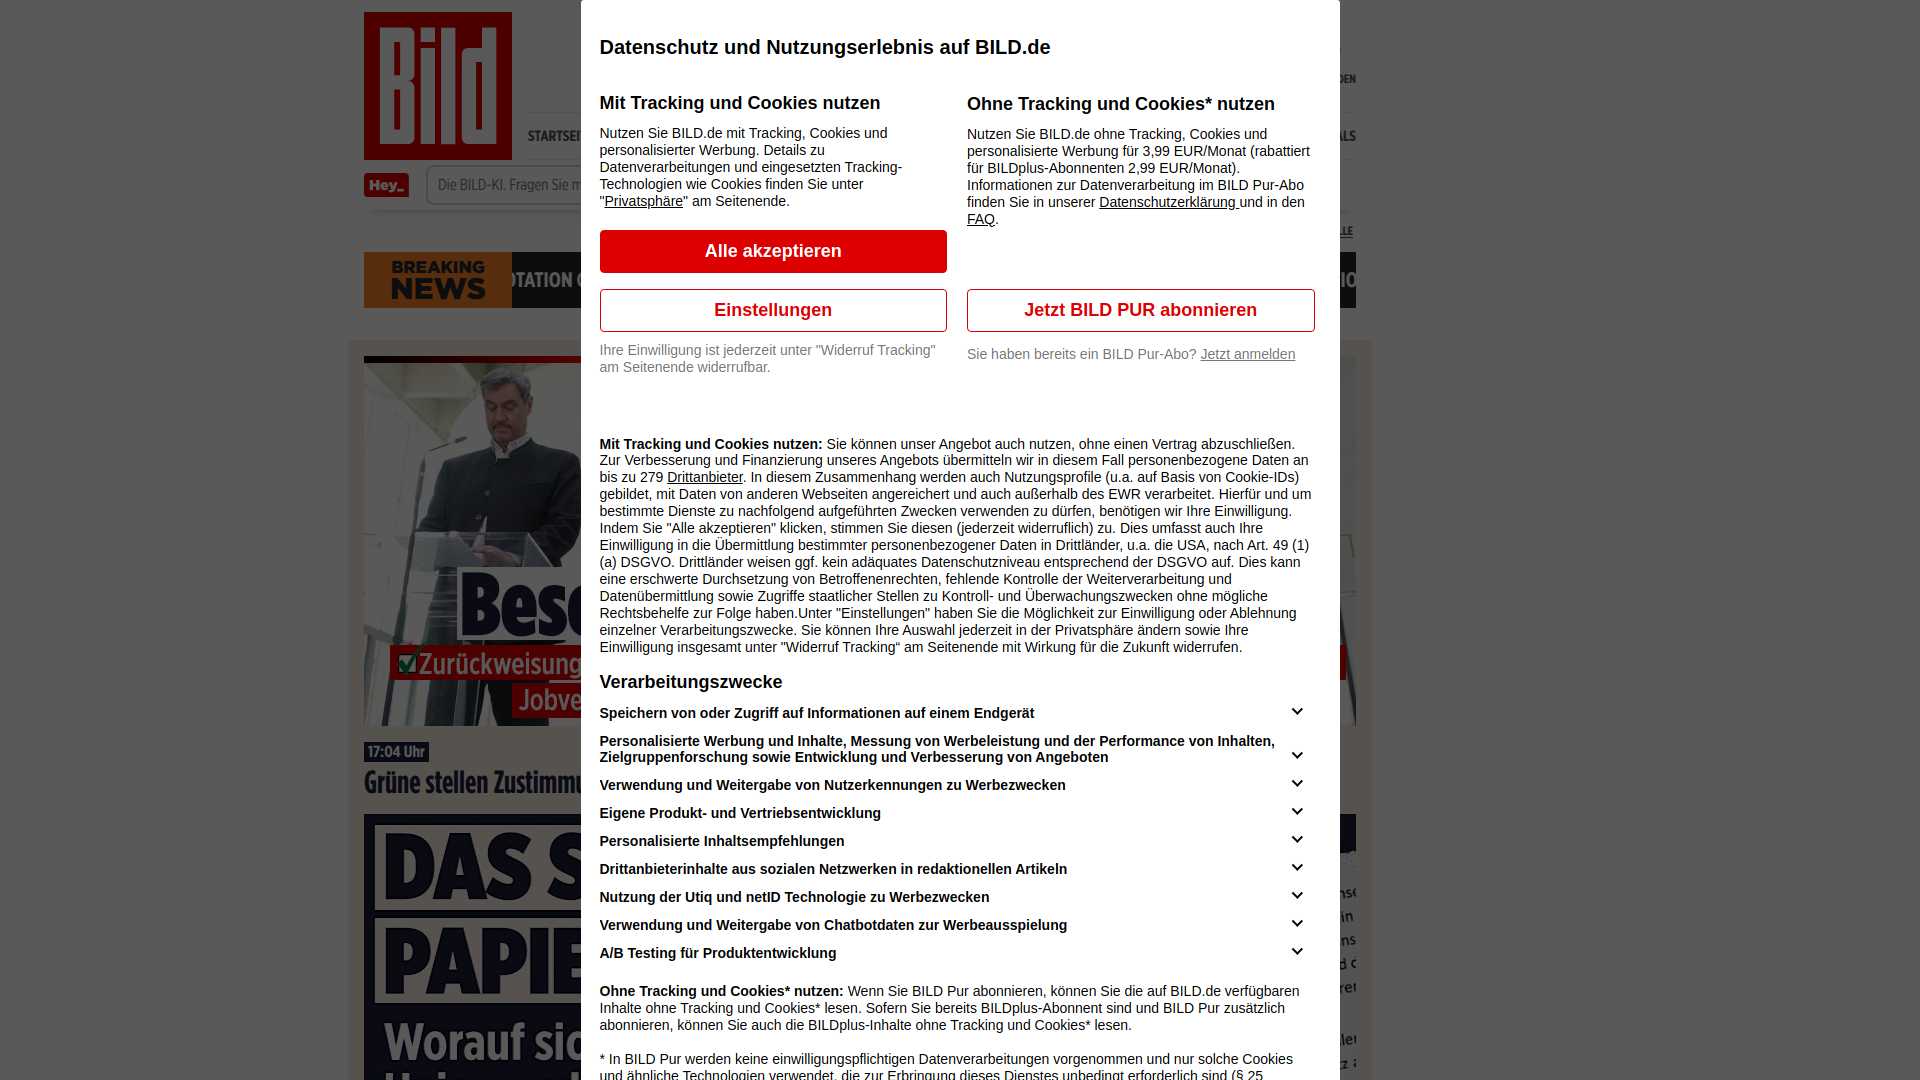 Bild
STARTSEI
Hey_
Die BILD-KI. Fragen Sie m
BREAKING
NEWS
Datenschutz und Nutzungserlebnis auf BILD.de
Mit Tracking und Cookies nutzen
Nutzen Sie BILD.de mit Tracking, Cookies und
personalisierter Werbung. Details zu
Datenverarbeitungen und eingesetzten Tracking-
Technologien wie Cookies finden Sie unter
"Privatsphäre" am Seitenende.
Alle akzeptieren
Einstellungen
Ihre Einwilligung ist jederzeit unter "Widerruf Tracking"
am Seitenende widerrufbar.
Ohne Tracking und Cookies* nutzen
Nutzen Sie BILD.de ohne Tracking, Cookies und
personalisierte Werbung für 3,99 EUR/Monat (rabattiert
für BILDplus-Abonnenten 2,99 EUR/Monat).
Informationen zur Datenverarbeitung im BILD Pur-Abo
finden Sie in unserer Datenschutzerklärung und in den
FAQ.
Jetzt BILD PUR abonnieren
Sie haben bereits ein BILD Pur-Abo? Jetzt anmelden
Mit Tracking und Cookies nutzen: Sie können unser Angebot auch nutzen, ohne einen Vertrag abzuschließen.
Zur Verbesserung und Finanzierung unseres Angebots übermitteln wir in diesem Fall personenbezogene Daten an
bis zu 279 Drittanbieter. In diesem Zusammenhang werden auch Nutzungsprofile (u.a. auf Basis von Cookie-IDs)
gebildet, mit Daten von anderen Webseiten angereichert und auch außerhalb des EWR verarbeitet. Hierfür und um
bestimmte Dienste zu nachfolgend aufgeführten Zwecken verwenden zu dürfen, benötigen wir Ihre Einwilligung.
Indem Sie "Alle akzeptieren" klicken, stimmen Sie diesen (jederzeit widerruflich) zu. Dies umfasst auch Ihre
Einwilligung in die Übermittlung bestimmter personenbezogener Daten in Drittländer, u.a. die USA, nach Art. 49 (1)
(a) DSGVO. Drittländer weisen ggf. kein adäquates Datenschutzniveau entsprechend der DSGVO auf. Dies kann
eine erschwerte Durchsetzung von Betroffenenrechten, fehlende Kontrolle der Weiterverarbeitung und
Datenübermittlung sowie Zugriffe staatlicher Stellen zu Kontroll- und Überwachungszwecken ohne mögliche
Rechtsbehelfe zur Folge haben.Unter "Einstellungen" haben Sie die Möglichkeit zur Einwilligung oder Ablehnung
einzelner Verarbeitungszwecke. Sie können Ihre Auswahl jederzeit in der Privatsphäre ändern sowie Ihre
Einwilligung insgesamt unter "Widerruf Tracking" am Seitenende mit Wirkung für die Zukunft widerrufen.
Verarbeitungszwecke
Speichern von oder Zugriff auf Informationen auf einem Endgerät
Personalisierte Werbung und Inhalte, Messung von Werbeleistung und der Performance von Inhalten,
Zielgruppenforschung sowie Entwicklung und Verbesserung von Angeboten
Verwendung und Weitergabe von Nutzerkennungen zu Werbezwecken
Eigene Produkt- und Vertriebsentwicklung
Personalisierte Inhaltsempfehlungen
Drittanbieterinhalte aus sozialen Netzwerken in redaktionellen Artikeln
Nutzung der Utiq und netID Technologie zu Werbezwecken
Verwendung und Weitergabe von Chatbotdaten zur Werbeausspielung
A/B Testing für Produktentwicklung
Ohne Tracking und Cookies* nutzen: Wenn Sie BILD Pur abonnieren, können Sie die auf BILD.de verfügbaren
Inhalte ohne Tracking und Cookies* lesen. Sofern Sie bereits BILDplus-Abonnent sind und BILD Pur zusätzlich
abonnieren, können Sie auch die BILDplus-Inhalte ohne Tracking und Cookies* lesen.
* In BILD Pur werden keine einwilligungspflichtigen Datenverarbeitungen vorgenommen und nur solche Cookies
und ähnliche Technologien verwendet, die zur Erbringung dieses Dienstes unbedingt erforderlich sind (§ 25
Zurückweisung
Jobve
17:04 Uhr
Grüne stellen Zustimmu
DAS S
PAPIE
Worauf sic